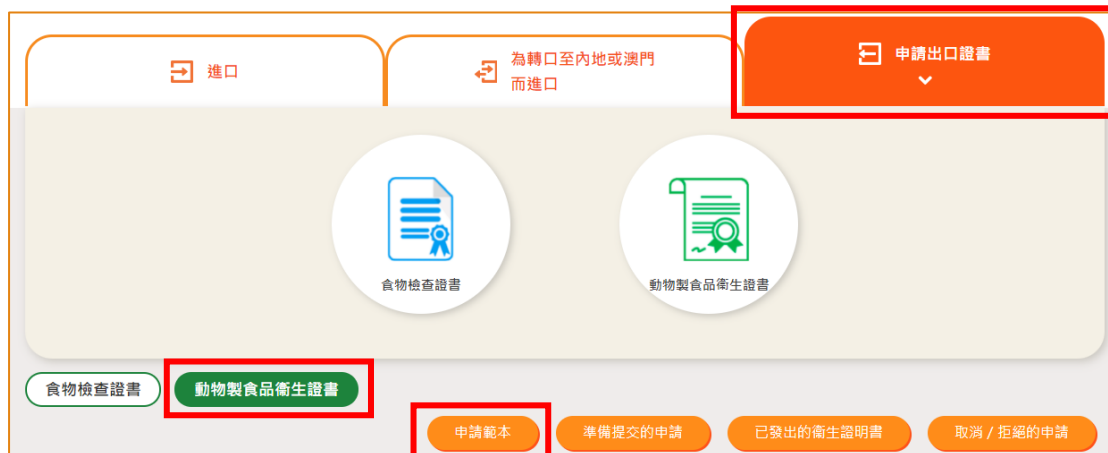 進口
為轉口至內地或澳門
而進口
申請出口證書
食物檢查證書
動物製食品衞生證書
食物檢查證書
動物製食品衞生證書
申請範本
準備提交的申請
已發出的衞生證明書
取消 / 拒絕的申請